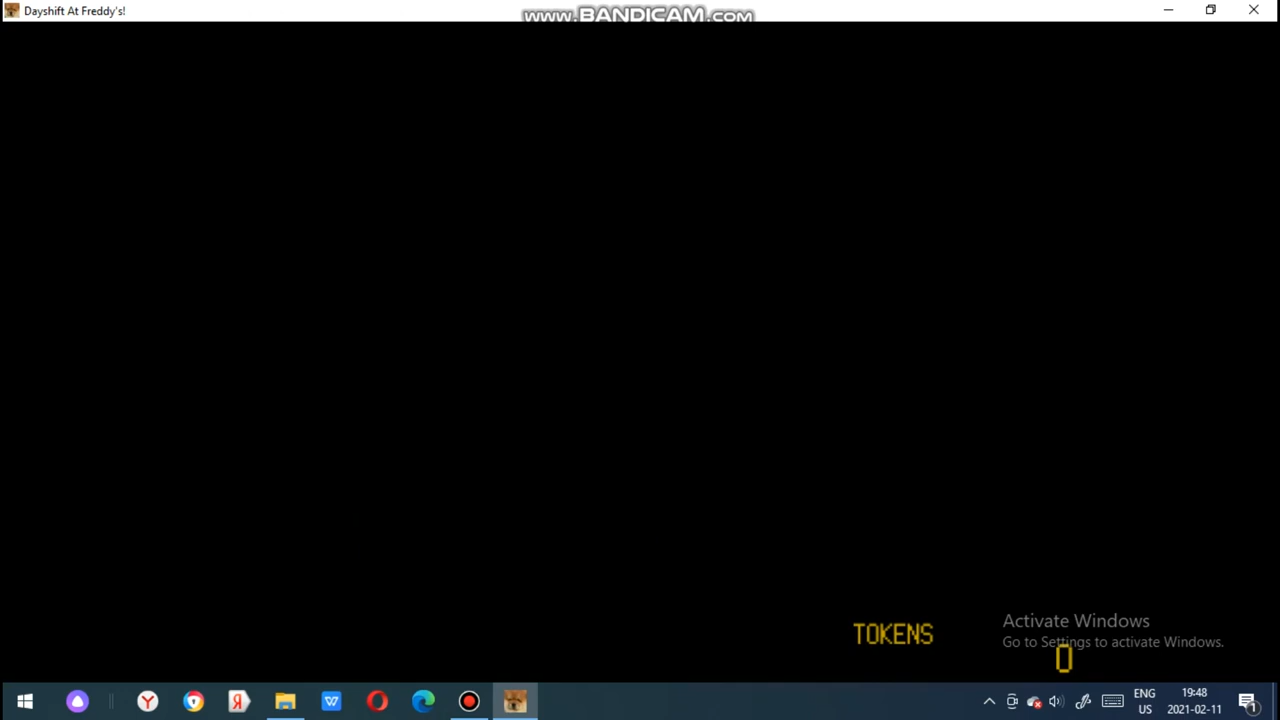 Dayshift At Freddy's!
www.BANDICAM.com
TOKENS
Activate Windows
Go to Settings to activate Windows.
0
ENG
US
19:48
2021-02-11
1